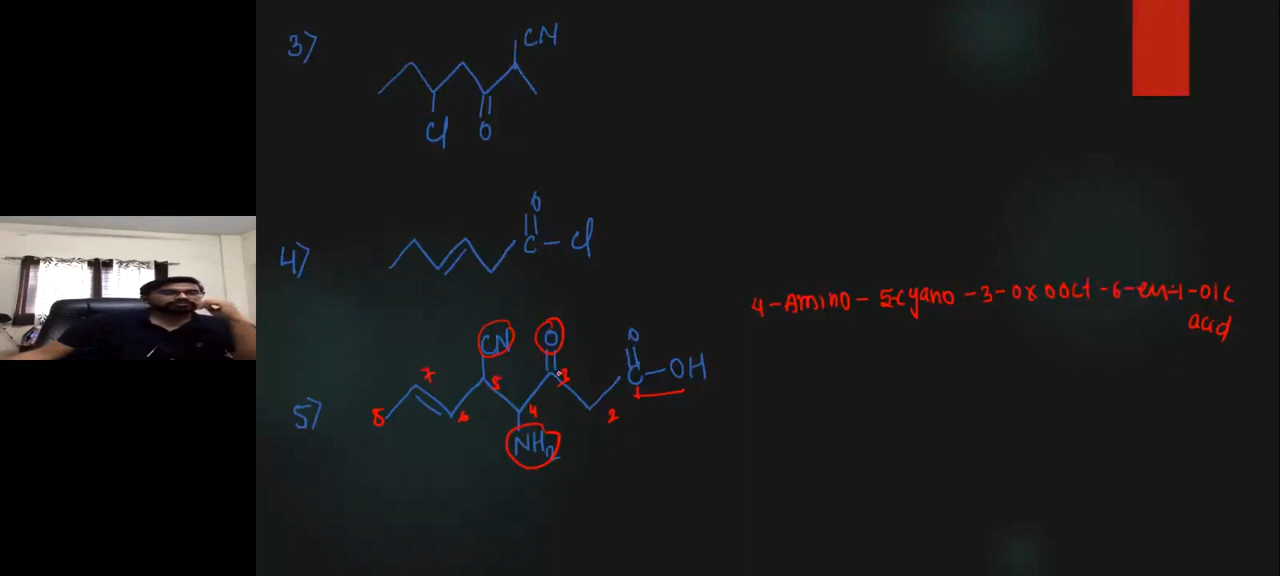 3)
CN
Cl
O
4)
O
C - Cl
4-Amino-5-cyano-3-oxooct-6-en-1-oic
acid
5)
CN
O
O
C-OH
8
7
6
5
4
3
2
1
NH2